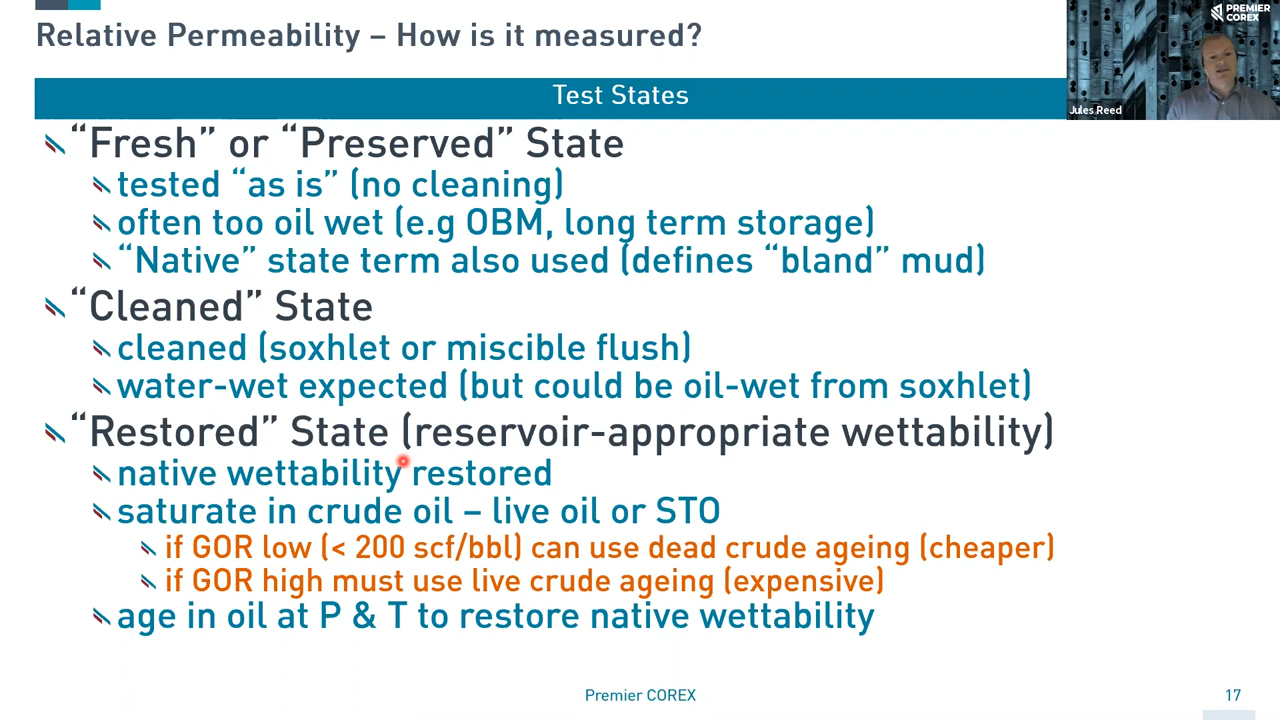 Relative Permeability – How is it measured?
PREMIER
COREX
Test States
Jules Reed
“Fresh” or “Preserved” State
tested “as is” (no cleaning)
often too oil wet (e.g OBM, long term storage)
“Native” state term also used (defines “bland” mud)
“Cleaned” State
cleaned (soxhlet or miscible flush)
water-wet expected (but could be oil-wet from soxhlet)
“Restored” State (reservoir-appropriate wettability)
native wettability restored
saturate in crude oil – live oil or STO
if GOR low (< 200 scf/bbl) can use dead crude ageing (cheaper)
if GOR high must use live crude ageing (expensive)
age in oil at P & T to restore native wettability
Premier COREX
17